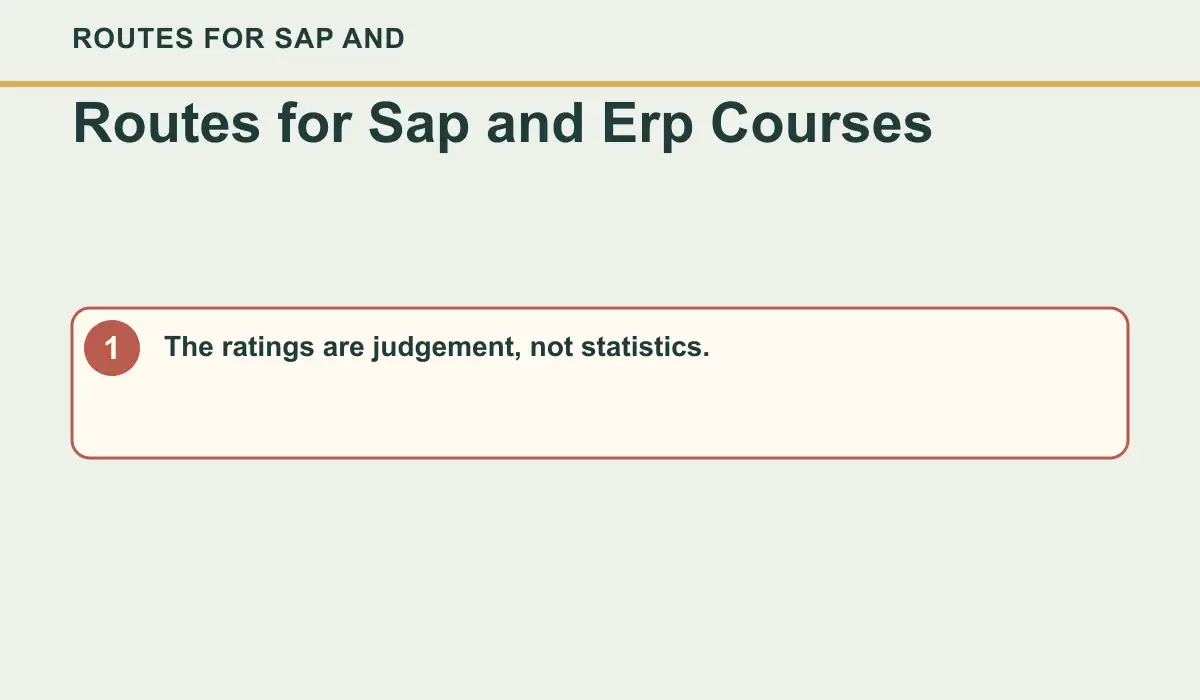 ROUTES FOR SAP AND
Routes for Sap and Erp Courses
1 The ratings are judgement, not statistics.